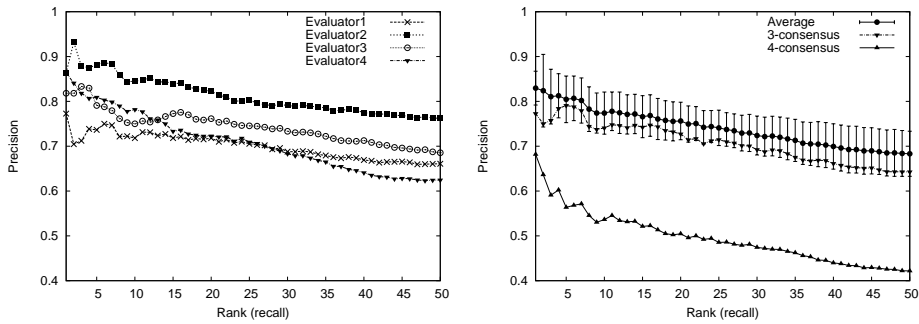 1
0.9
0.8
0.7
0.6
0.5
0.4
Precision
5 10 15 20 25 30 35 40 45 50
Rank (recall)
Evaluator1
Evaluator2
Evaluator3
Evaluator4
1
0.9
0.8
0.7
0.6
0.5
0.4
Precision
5 10 15 20 25 30 35 40 45 50
Rank (recall)
Average
3-consensus
4-consensus